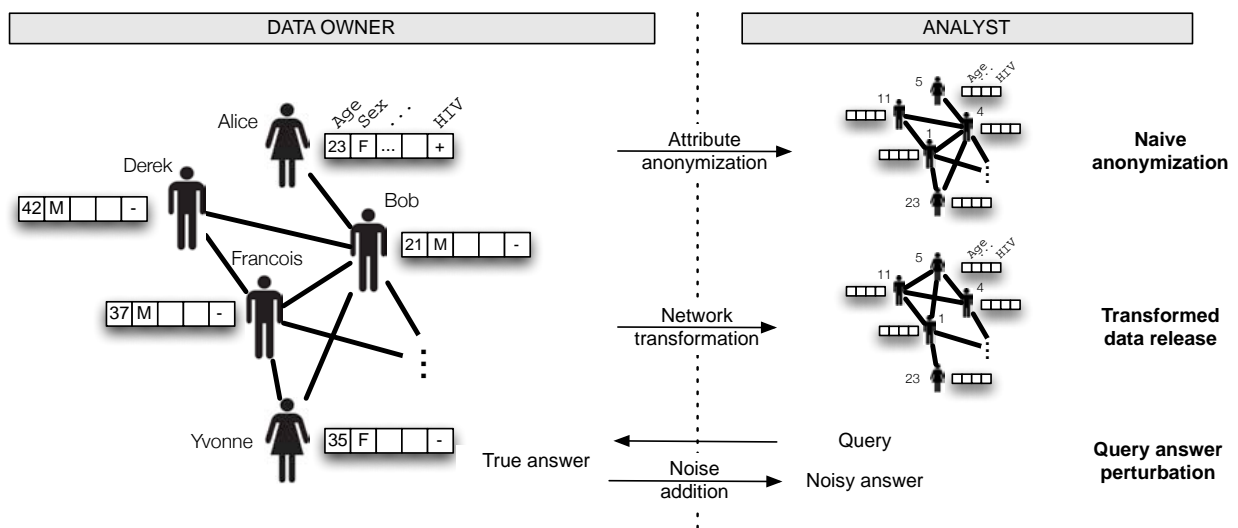 DATA OWNER
ANALYST
Alice
Age
Sex
...
HIV
23 F ... +
Derek
42 M -
Bob
21 M -
Francois
37 M -
Yvonne
35 F -
Attribute
anonymization
5
Age
...
HIV
11
4
1
23
Naive
anonymization
Network
transformation
5
Age
...
HIV
11
4
1
23
Transformed
data release
Query
True answer
Noise
addition
Noisy answer
Query answer
perturbation